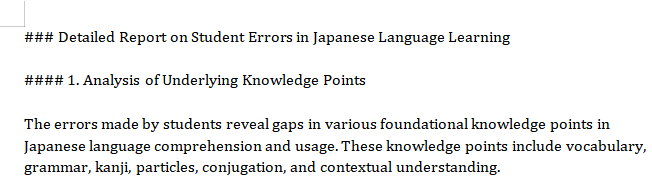 ### Detailed Report on Student Errors in Japanese Language Learning
#### 1. Analysis of Underlying Knowledge Points
The errors made by students reveal gaps in various foundational knowledge points in
Japanese language comprehension and usage. These knowledge points include vocabulary,
grammar, kanji, particles, conjugation, and contextual understanding.